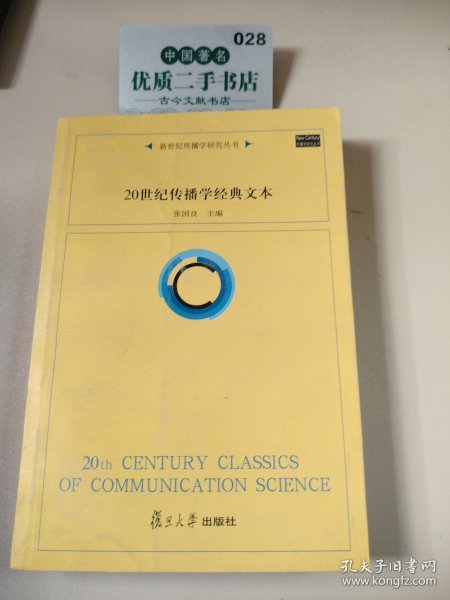 028
中国著名
优质二手书店
古今文献书店
新世纪传播学研究丛书
New Century
20世纪传播学经典文本
张国良 主编
20th CENTURY CLASSICS
OF COMMUNICATION SCIENCE
復旦大学 出版社
孔夫子旧书网
www.kongfz.com